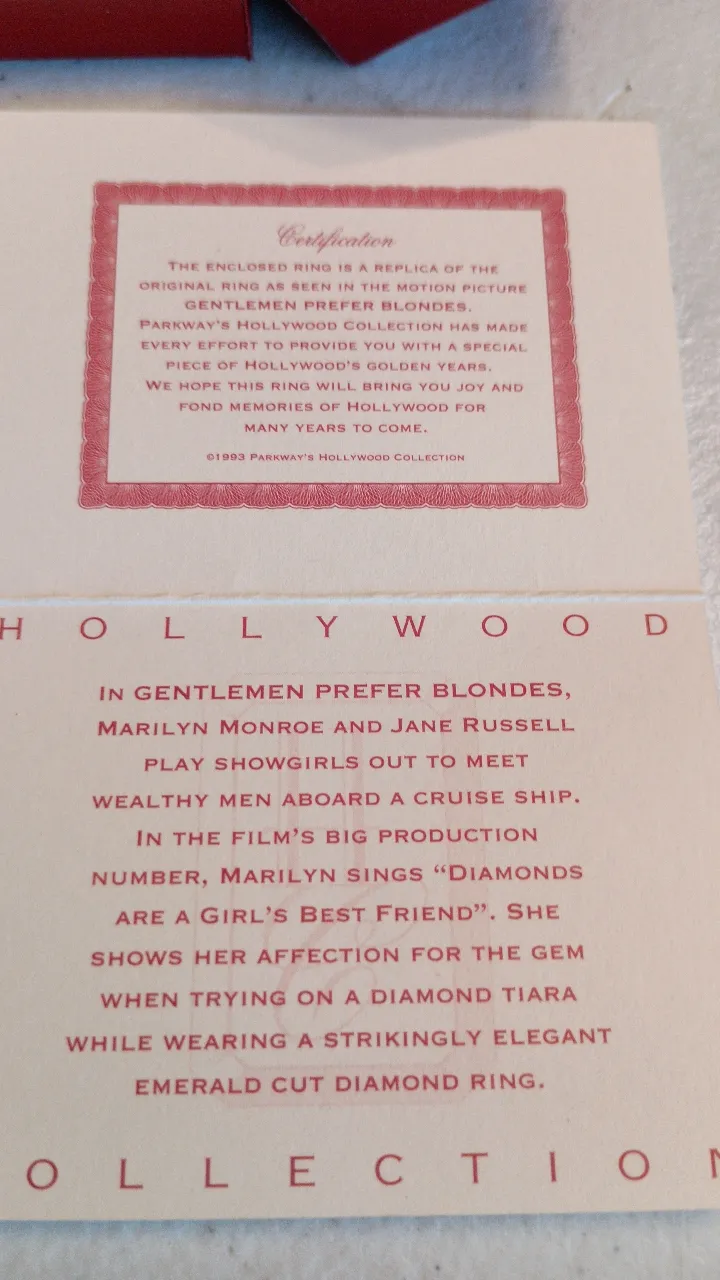 Certification
THE ENCLOSED RING IS A REPLICA OF THE
ORIGINAL RING AS SEEN IN THE MOTION PICTURE
GENTLEMEN PREFER BLONDES.
PARKWAY'S HOLLYWOOD COLLECTION HAS MADE
EVERY EFFORT TO PROVIDE YOU WITH A SPECIAL
PIECE OF HOLLYWOOD'S GOLDEN YEARS.
WE HOPE THIS RING WILL BRING YOU JOY AND
FOND MEMORIES OF HOLLYWOOD FOR
MANY YEARS TO COME.
©1993 PARKWAY'S HOLLYWOOD COLLECTION
HOLLYWOOD
IN GENTLEMEN PREFER BLONDES,
MARILYN MONROE AND JANE RUSSELL
PLAY SHOWGIRLS OUT TO MEET
WEALTHY MEN ABOARD A CRUISE SHIP.
IN THE FILM'S BIG PRODUCTION
NUMBER, MARILYN SINGS “DIAMONDS
ARE A GIRL'S BEST FRIEND”. SHE
SHOWS HER AFFECTION FOR THE GEM
WHEN TRYING ON A DIAMOND TIARA
WHILE WEARING A STRIKINGLY ELEGANT
EMERALD CUT DIAMOND RING.
OLLECTION